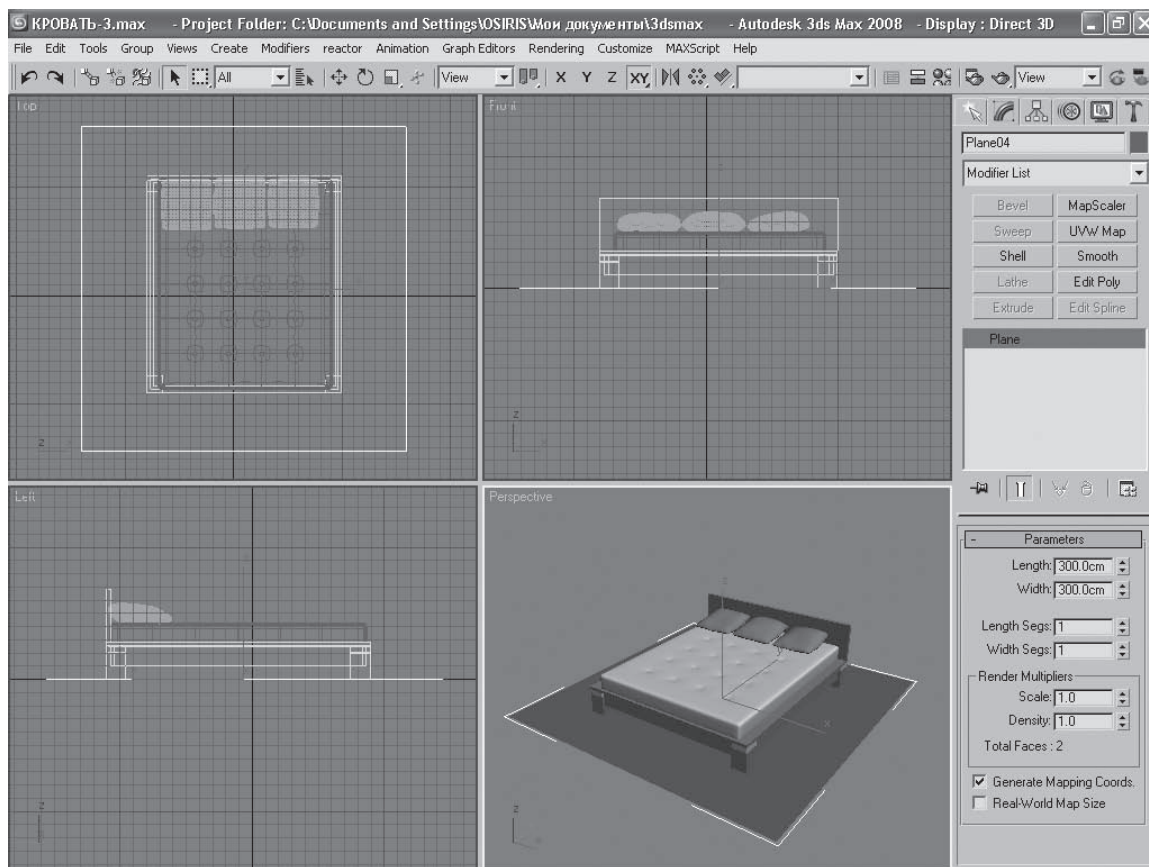 КРОВАТЬ-3.max - Project Folder: C:\Documents and Settings\OSIRIS\Мои документы\3dsmax - Autodesk 3ds Max 2008 - Display : Direct 3D
File Edit Tools Group Views Create Modifiers reactor Animation Graph Editors Rendering Customize MAXScript Help
All View X Y Z XY View
Top
Front
Plane04
Modifier List
Bevel MapScaler
Sweep UVW Map
Shell Smooth
Lathe Edit Poly
Extrude Edit Spline
Plane
Left
Perspective
Parameters
Length: 300.0cm
Width: 300.0cm
Length Segs: 1
Width Segs: 1
Render Multipliers
Scale: 1.0
Density: 1.0
Total Faces : 2
Generate Mapping Coords.
Real-World Map Size
z
z
x
z
z
x
z